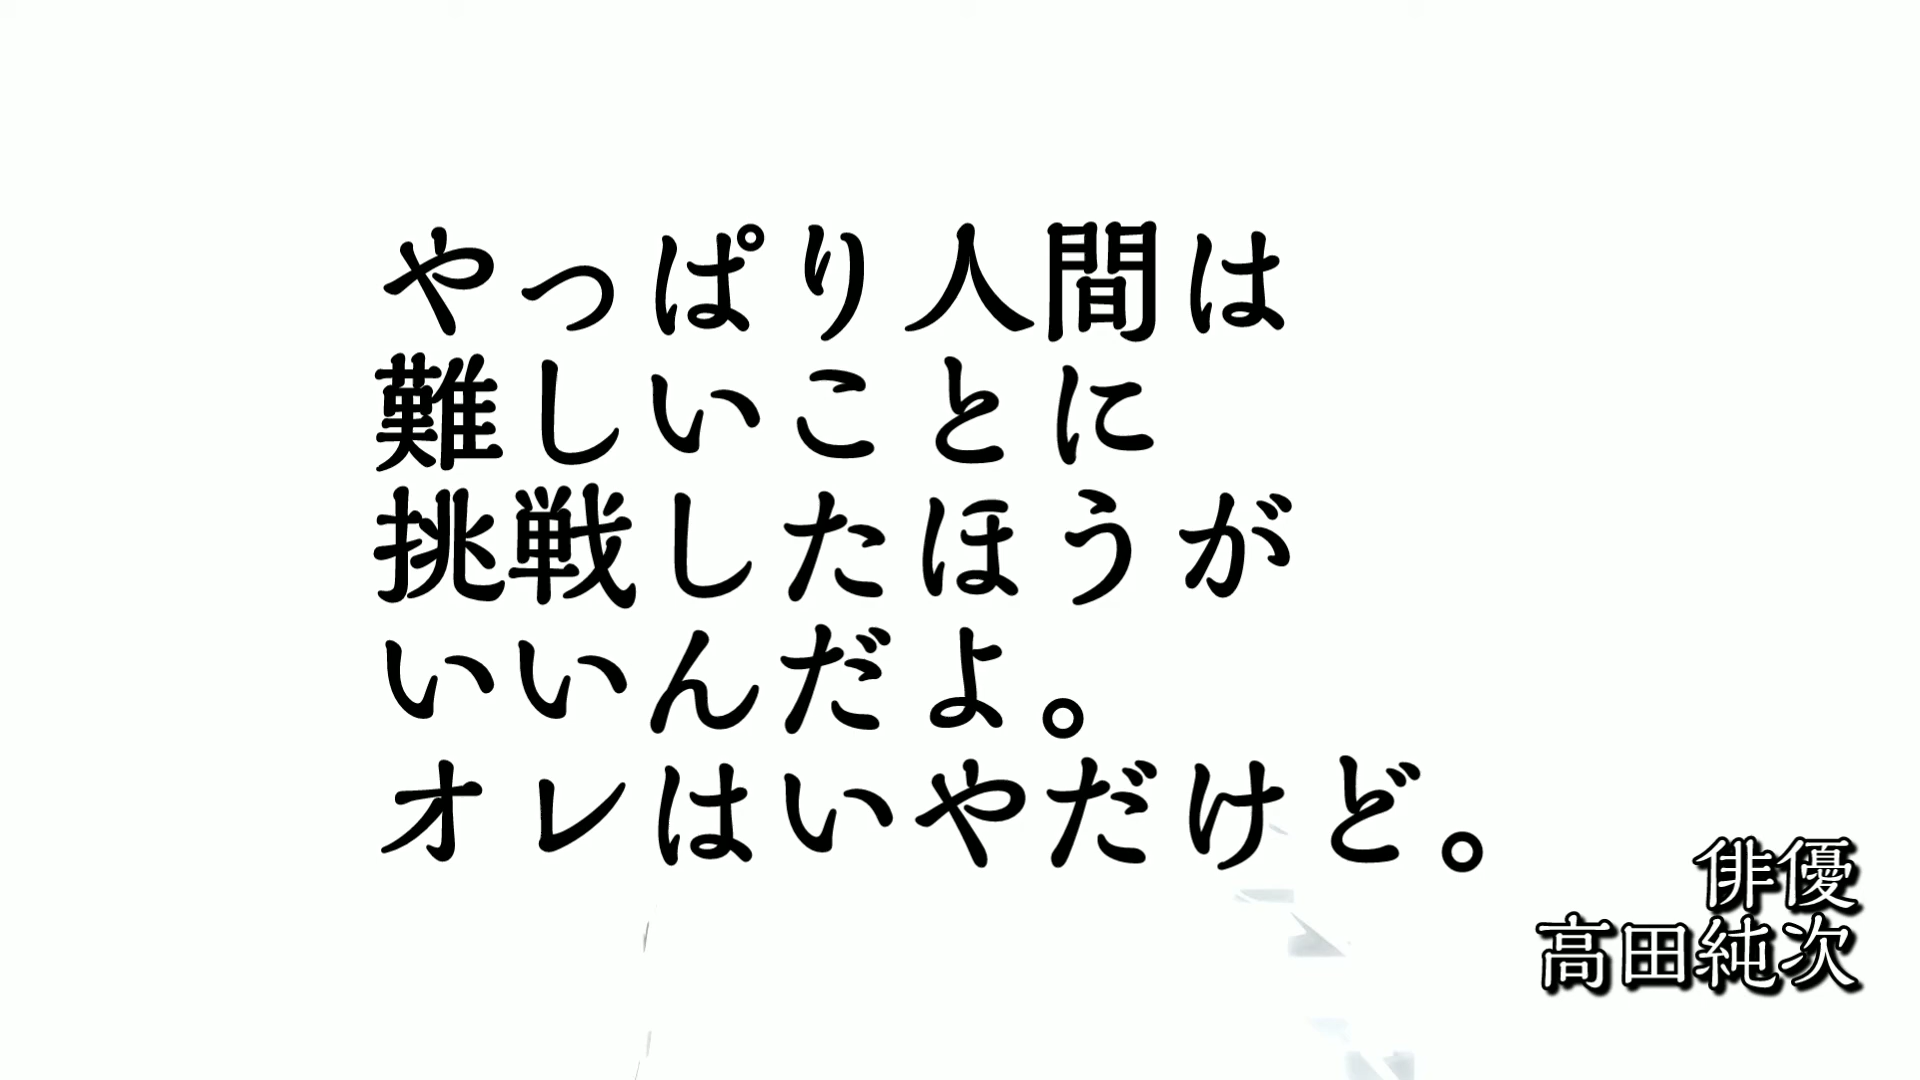 やっぱり人間は
難しいことに
挑戦したほうが
いいんだよ。
オレはいやだけど。
俳優
高田純次